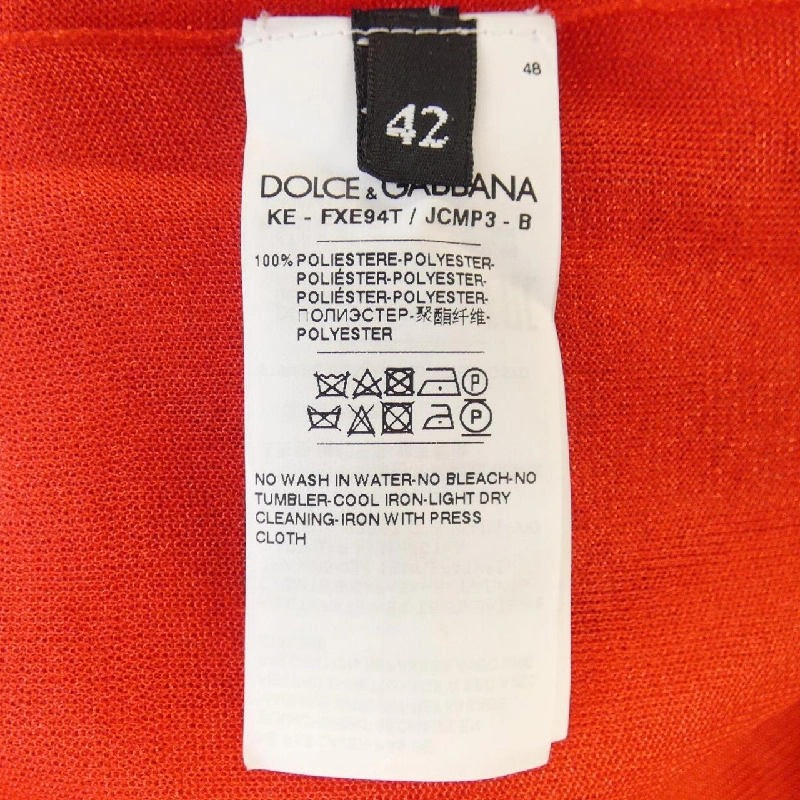 48
42
DOLCE & GABBANA
KE - FXE94T / JCMP3 - B
100% POLIESTERE-POLYESTER-
POLIÉSTER-POLYESTER-
POLIÉSTER-POLYESTER-
ПОЛИЭСТЕР-聚酯纤维-
POLYESTER
P
P
NO WASH IN WATER-NO BLEACH-NO
TUMBLER-COOL IRON-LIGHT DRY
CLEANING-IRON WITH PRESS
CLOTH